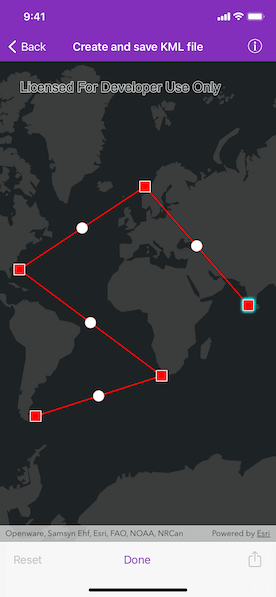 9:41
Back
Create and save KML file
Licensed For Developer Use Only
Openware, Samsyn Ehf, Esri, FAO, NOAA, NRCan
Powered by Esri
Reset
Done